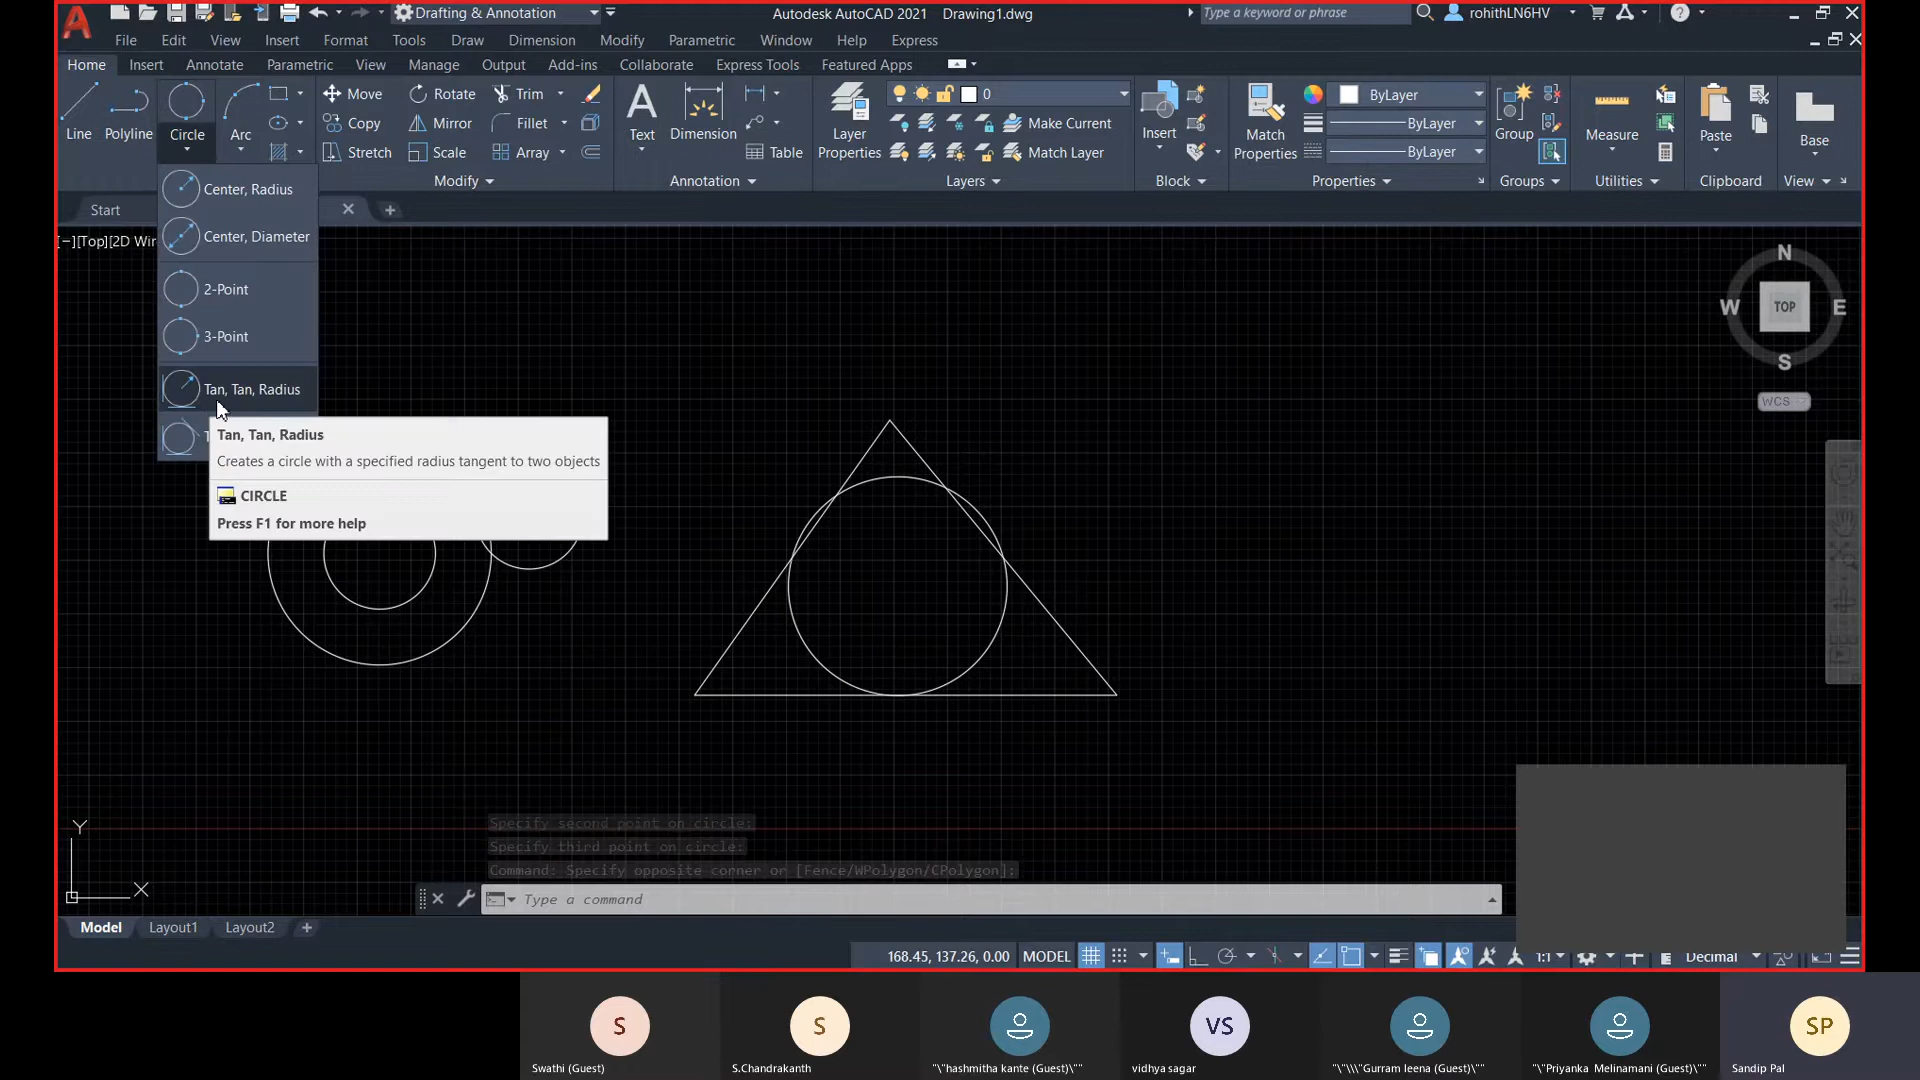 A Drafting & Annotation Autodesk AutoCAD 2021 Drawing1.dwg Type a keyword or phrase rohithLN6HV ?
File Edit View Insert Format Tools Draw Dimension Modify Parametric Window Help Express
Home Insert Annotate Parametric View Manage Output Add-ins Collaborate Express Tools Featured Apps
Line Polyline Circle Arc
Move Rotate Trim
Copy Mirror Fillet
Stretch Scale Array
Modify
A Text Dimension Table
Annotation
Layer Properties
0
Make Current
Match Layer
Layers
Insert
Block
Match Properties
ByLayer
ByLayer
ByLayer
Properties
Group
Groups
Measure
Utilities
Paste
Clipboard
Base
View
Start +
[−][Top][2D Wir
Center, Radius
Center, Diameter
2-Point
3-Point
Tan, Tan, Radius
T
Tan, Tan, Radius
Creates a circle with a specified radius tangent to two objects
CIRCLE
Press F1 for more help
N
W TOP E
S
WCS
Y
X
Specify second point on circle:
Specify third point on circle:
Command: Specify opposite corner or [Fence/WPolygon/CPolygon]:
Type a command
Model Layout1 Layout2 +
168.45, 137.26, 0.00 MODEL 1:1 Decimal
S S VS SP
Swathi (Guest) S.Chandrakanth "\"hashmitha kante (Guest)\"" vidhya sagar "\"\\\"Gurram leena (Guest)\"" "\"Priyanka Melinamani (Guest)\"" Sandip Pal